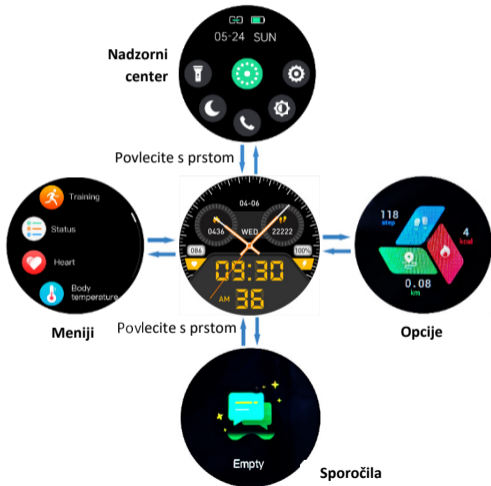 05-24 SUN
Nadzorni
center
Povlecite s prstom
Training
Status
Heart
Body
temperature
Meniji
04-06
0436 WED 22222
086 100%
09:30
AM 36
118
step
4
kcal
0.08
km
Opcije
Povlecite s prstom
Empty
Sporočila